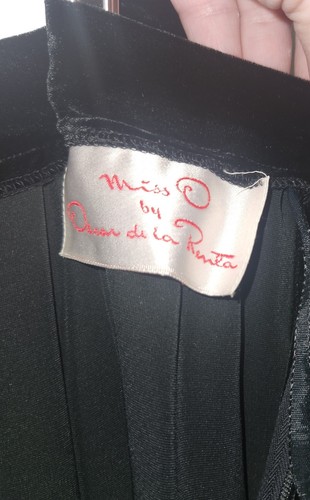 Miss O
by
Oscar de la Renta